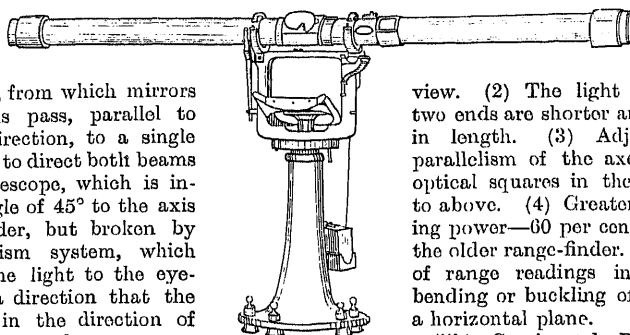 , from which mirrors
s pass, parallel to
irection, to a single
to direct botlt beams
escope, which is in-
gle of 45° to the axis
der, but broken by
ism system, which
ne light to the eye-
a direction that the
in the direction of
view. (2) The light
two ends are shorter an
in length. (3) Adj
parallelism of the axe
optical squares in the
to above. (4) Greater
ing power—60 per cen
the older range-finder.
of range readings in
bending or buckling of
a horizontal plane.